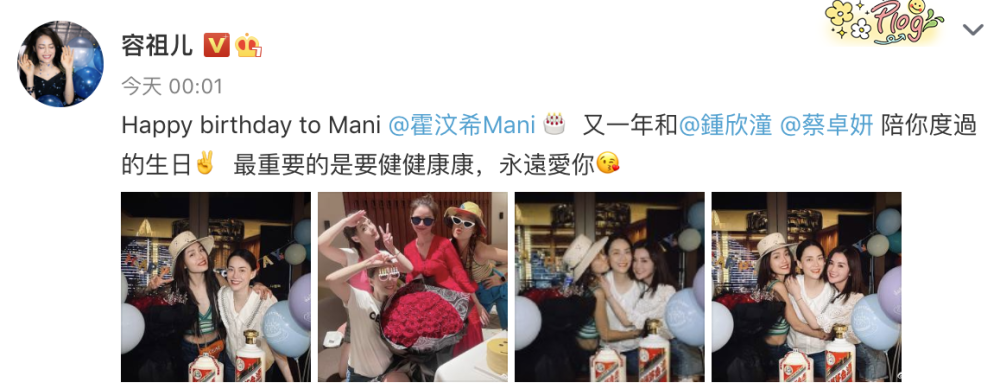 Plog
容祖儿
今天 00:01
Happy birthday to Mani @霍汶希Mani 又一年和@鍾欣潼 @蔡卓妍 陪你度過
的生日 最重要的是要健健康康，永遠愛你